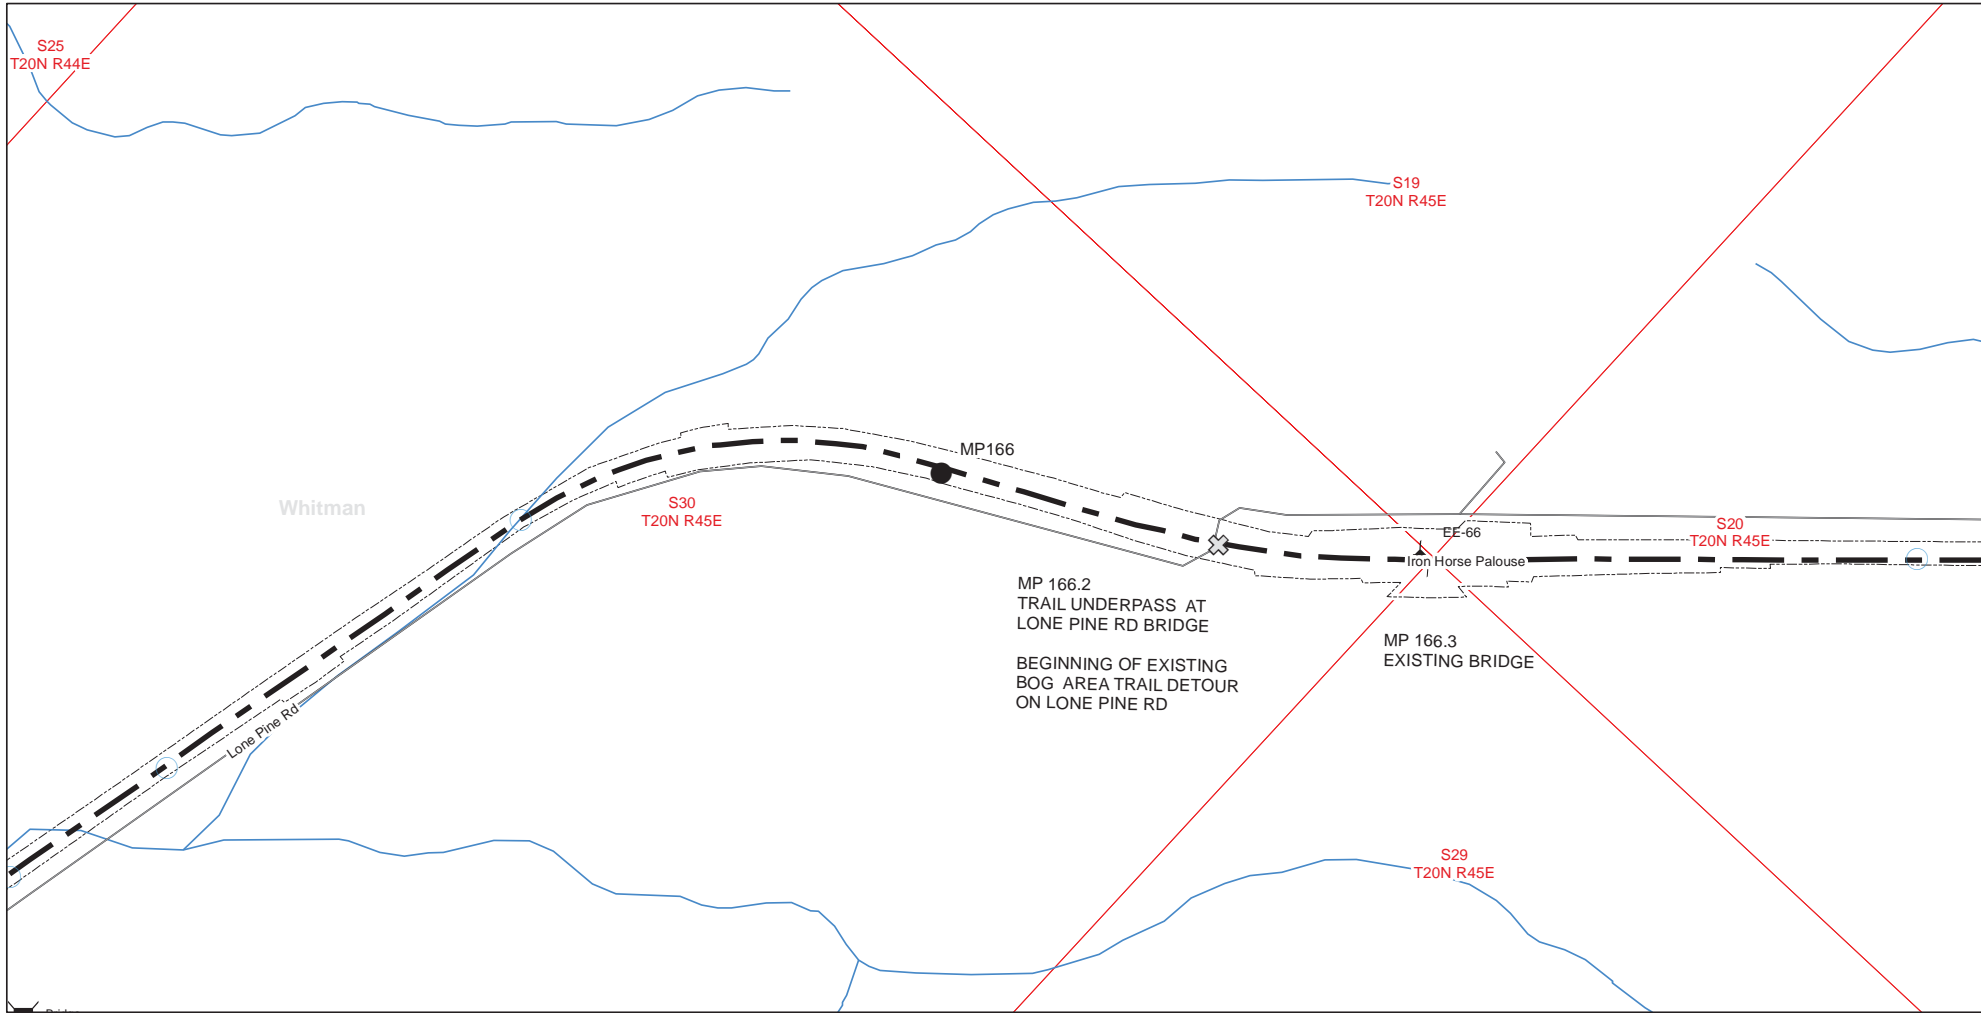 S25
T20N R44E
S19
T20N R45E
MP166
Whitman
S30
T20N R45E
EE-66
S20
T20N R45E
Iron Horse Palouse
MP 166.2
TRAIL UNDERPASS AT
LONE PINE RD BRIDGE
BEGINNING OF EXISTING
BOG AREA TRAIL DETOUR
ON LONE PINE RD
MP 166.3
EXISTING BRIDGE
Lone Pine Rd
S29
T20N R45E